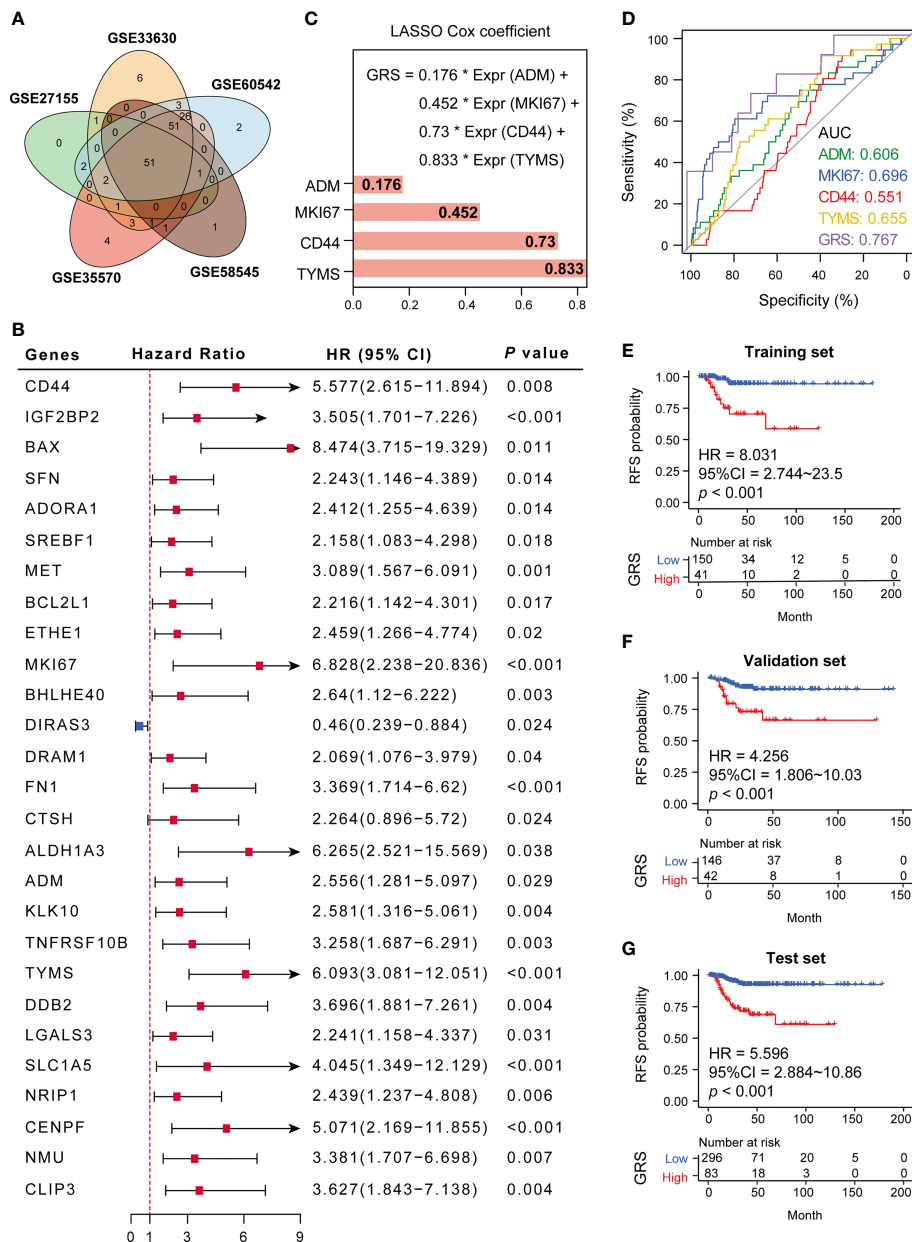 A
GSE33630
GSE27155
GSE60542
GSE35570
GSE58545
6
3
26
2
0
1
0
0
0
0
51
0
2
51
1
0
2
0
1
0
0
3
1
1
4
1
C
LASSO Cox coefficient
GRS = 0.176 * Expr (ADM) +
0.452 * Expr (MKI67) +
0.73 * Expr (CD44) +
0.833 * Expr (TYMS)
ADM 0.176
MKI67 0.452
CD44 0.73
TYMS 0.833
0.0 0.2 0.4 0.6 0.8
D
Sensitivity (%)
100
80
60
40
20
0
AUC
ADM: 0.606
MKI67: 0.696
CD44: 0.551
TYMS: 0.655
GRS: 0.767
100 80 60 40 20 0
Specificity (%)
B
Genes Hazard Ratio HR (95% CI) P value
CD44 5.577(2.615−11.894) 0.008
IGF2BP2 3.505(1.701−7.226) <0.001
BAX 8.474(3.715−19.329) 0.011
SFN 2.243(1.146−4.389) 0.014
ADORA1 2.412(1.255−4.639) 0.014
SREBF1 2.158(1.083−4.298) 0.018
MET 3.089(1.567−6.091) 0.001
BCL2L1 2.216(1.142−4.301) 0.017
ETHE1 2.459(1.266−4.774) 0.02
MKI67 6.828(2.238−20.836) <0.001
BHLHE40 2.64(1.12−6.222) 0.003
DIRAS3 0.46(0.239−0.884) 0.024
DRAM1 2.069(1.076−3.979) 0.04
FN1 3.369(1.714−6.62) <0.001
CTSH 2.264(0.896−5.72) 0.024
ALDH1A3 6.265(2.521−15.569) 0.038
ADM 2.556(1.281−5.097) 0.029
KLK10 2.581(1.316−5.061) 0.004
TNFRSF10B 3.258(1.687−6.291) 0.003
TYMS 6.093(3.081−12.051) <0.001
DDB2 3.696(1.881−7.261) 0.004
LGALS3 2.241(1.158−4.337) 0.031
SLC1A5 4.045(1.349−12.129) <0.001
NRIP1 2.439(1.237−4.808) 0.006
CENPF 5.071(2.169−11.855) <0.001
NMU 3.381(1.707−6.698) 0.007
CLIP3 3.627(1.843−7.138) 0.004
0 1 3 6 9
E
Training set
RFS probability
1.00
0.75
0.50
0.25
0.00
HR = 8.031
95%CI = 2.744~23.5
p < 0.001
0 50 100 150 200
Number at risk
GRS
Low 150 34 12 5 0
High 41 10 2 0 0
0 50 100 150 200
Month
F
Validation set
RFS probability
1.00
0.75
0.50
0.25
0.00
HR = 4.256
95%CI = 1.806~10.03
p < 0.001
0 50 100 150
Number at risk
GRS
Low 146 37 8 0
High 42 8 1 0
0 50 100 150
Month
G
Test set
RFS probability
1.00
0.75
0.50
0.25
0.00
HR = 5.596
95%CI = 2.884~10.86
p < 0.001
0 50 100 150 200
Number at risk
GRS
Low 296 71 20 5 0
High 83 18 3 0 0
0 50 100 150 200
Month